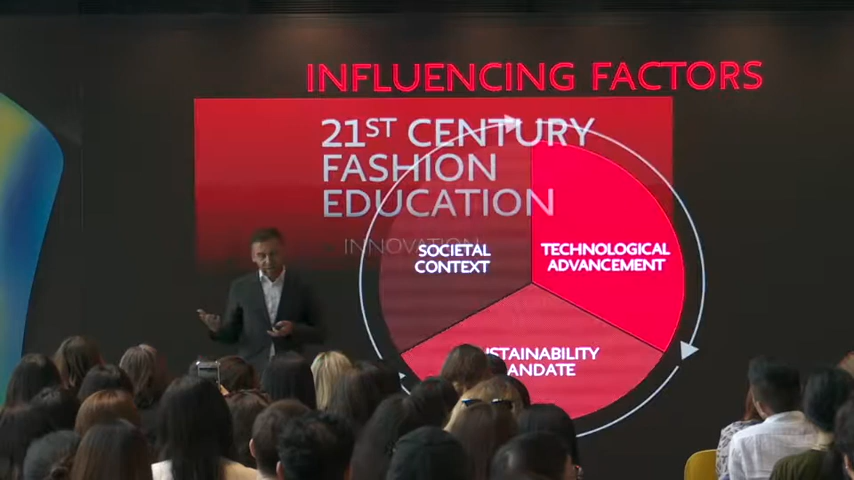 INFLUENCING FACTORS
21ST CENTURY
FASHION
EDUCATION
INNOVATION
SOCIETAL
CONTEXT
TECHNOLOGICAL
ADVANCEMENT